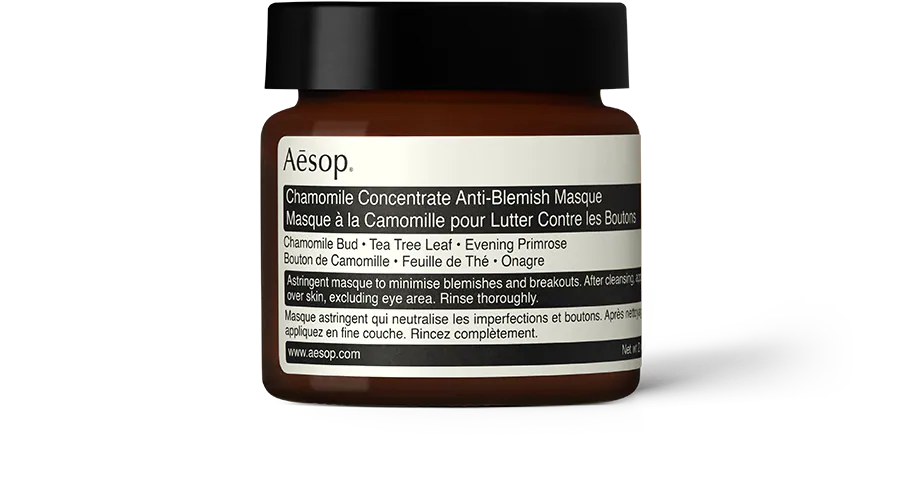 Aēsop®
Chamomile Concentrate Anti-Blemish Masque
Masque à la Camomille pour Lutter Contre les Boutons
Chamomile Bud • Tea Tree Leaf • Evening Primrose
Bouton de Camomille • Feuille de Thé • Onagre
Astringent masque to minimise blemishes and breakouts. After cleansing,
over skin, excluding eye area. Rinse thoroughly.
Masque astringent qui neutralise les imperfections et boutons. Après
appliquez en fine couche. Rincez complètement.
www.aesop.com
Net wt 2